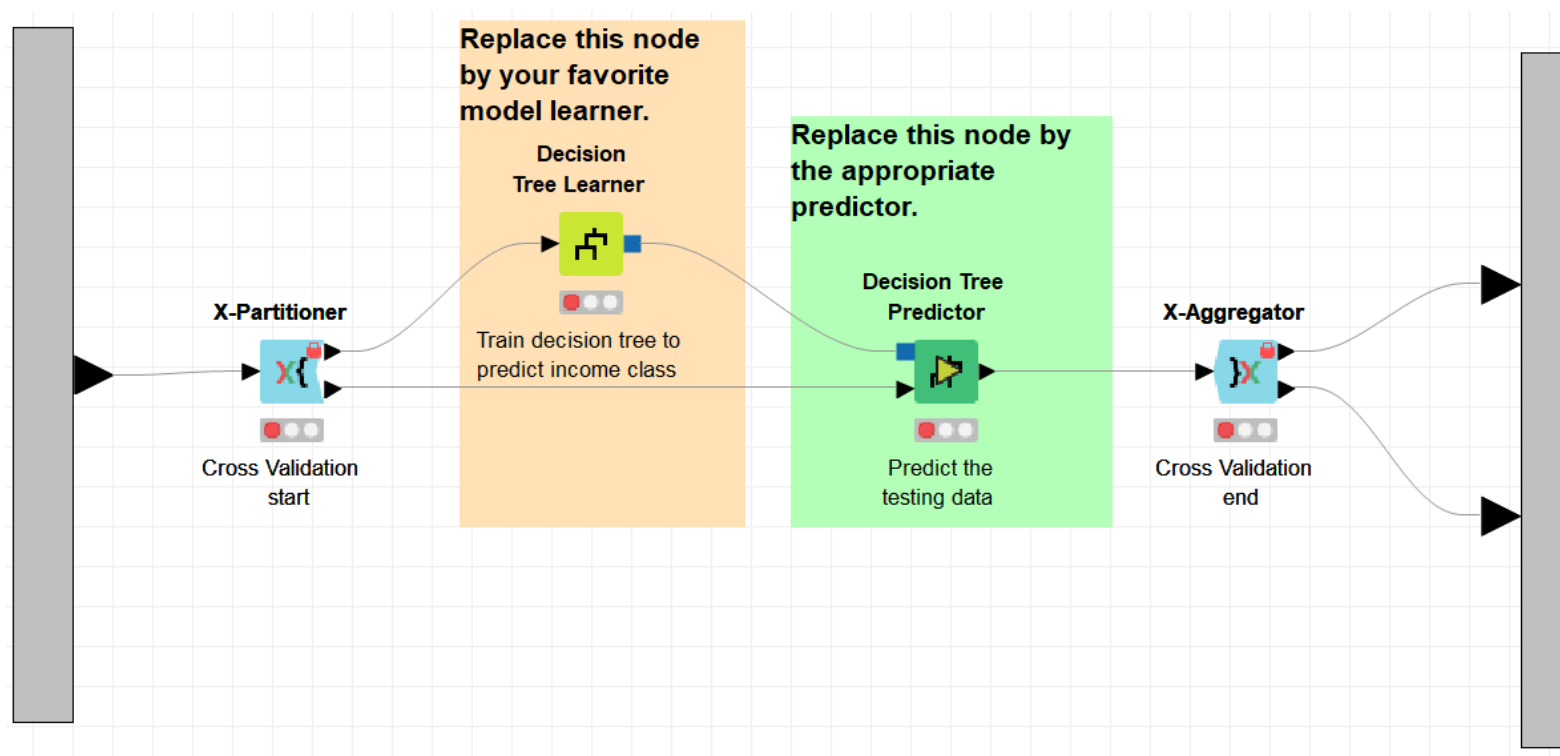 Replace this node
by your favorite
model learner.
Decision
Tree Learner
Train decision tree to
predict income class
Replace this node by
the appropriate
predictor.
Decision Tree
Predictor
Predict the
testing data
X-Partitioner
X{
Cross Validation
start
X-Aggregator
}X
Cross Validation
end